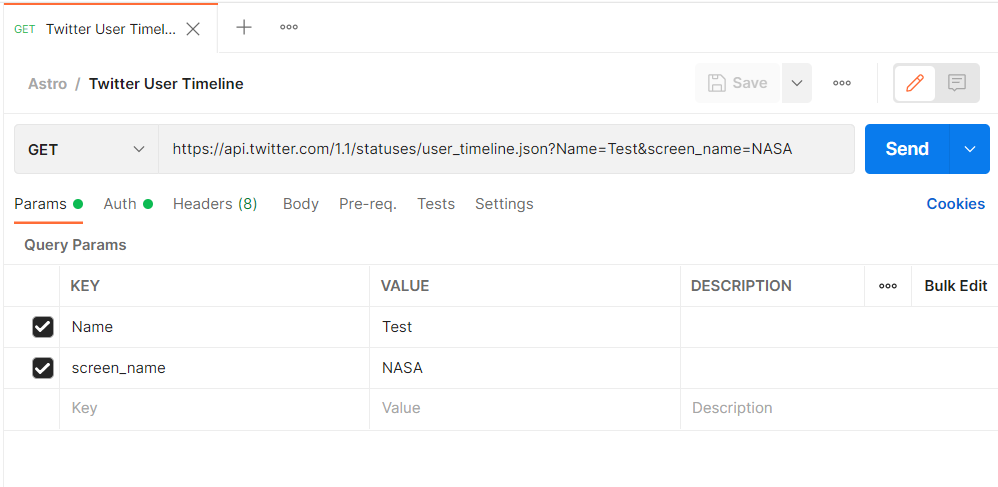 GET Twitter User Timel...
Astro / Twitter User Timeline Save
GET https://api.twitter.com/1.1/statuses/user_timeline.json?Name=Test&screen_name=NASA Send
Params Auth Headers (8) Body Pre-req. Tests Settings Cookies
Query Params
KEY VALUE DESCRIPTION Bulk Edit
Name Test
screen_name NASA
Key Value Description